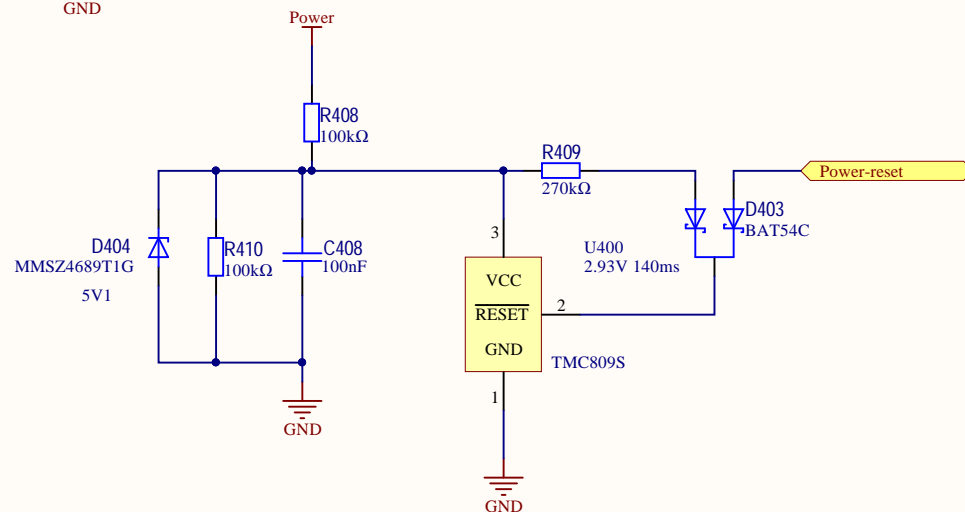 GND
Power
R408
100kΩ
R409
270kΩ
Power-reset
D403
BAT54C
D404
MMSZ4689T1G
5V1
R410
100kΩ
C408
100nF
3
U400
2.93V 140ms
VCC
RESET
2
GND
TMC809S
1
GND
GND